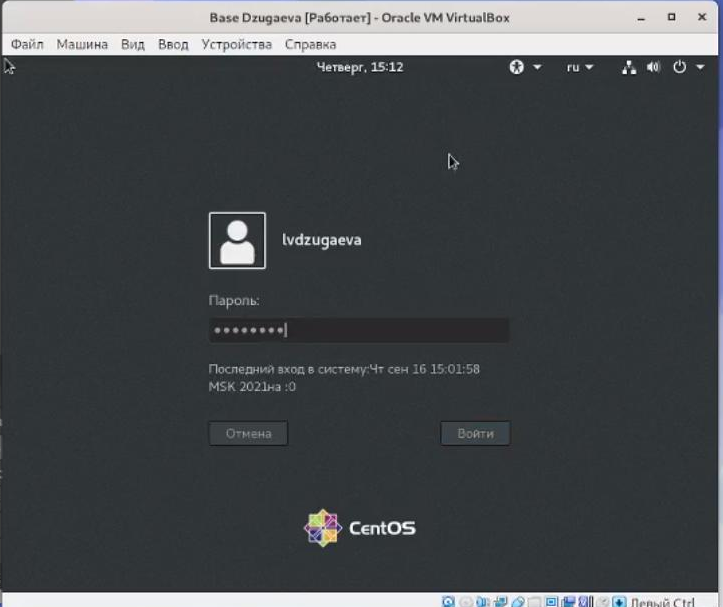 Base Dzugaeva [Работает] - Oracle VM VirtualBox
Файл Машина Вид Ввод Устройства Справка
Четверг, 15:12 ru
lvdzugaeva
Пароль:
Последний вход в систему:Чт сен 16 15:01:58
MSK 2021на :0
Отмена Войти
CentOS
Левый Ctrl